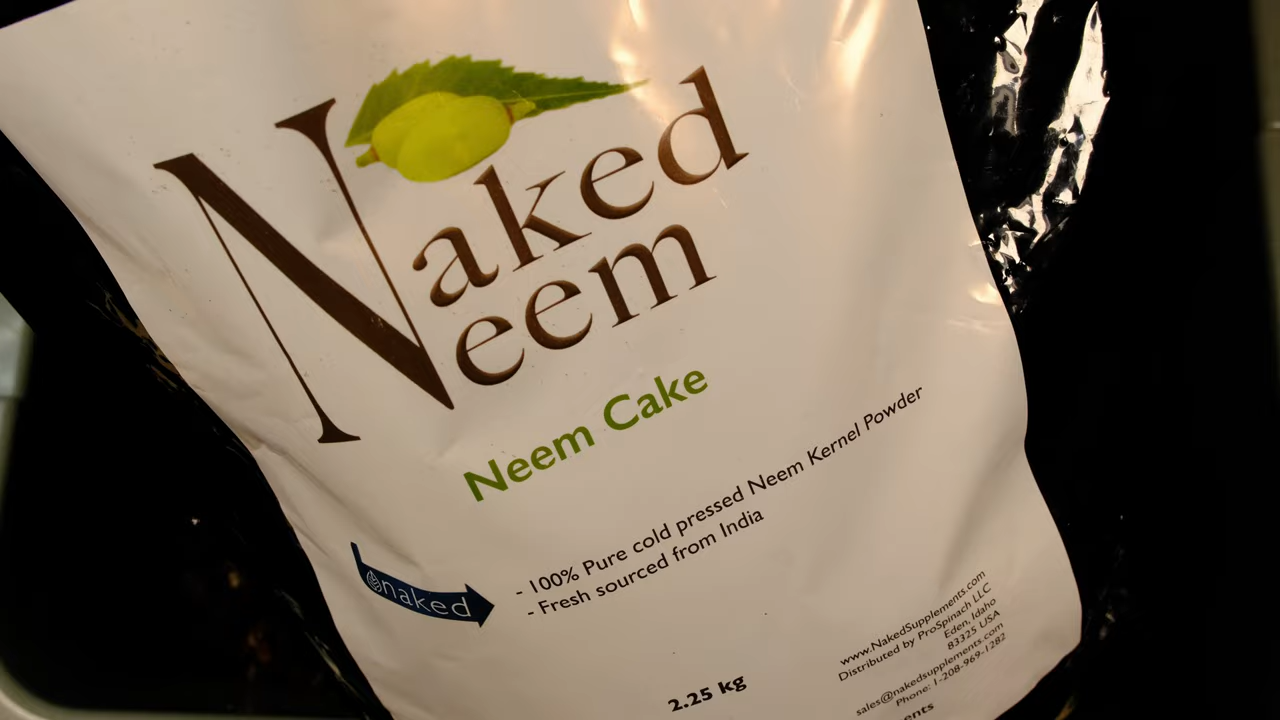 Naked
Neem
Neem Cake
- 100% Pure cold pressed Neem Kernel Powder
- Fresh sourced from India
naked
2.25 kg
www.NakedSupplements.com
Distributed by ProSpinach LLC
Eden, Idaho
83325 USA
sales@nakedsupplements.com
Phone: 1-208-969-1282